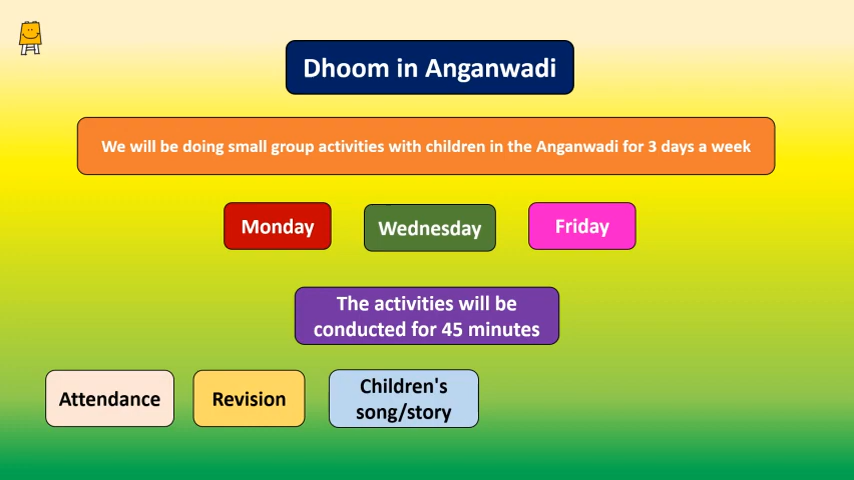 Dhoom in Anganwadi
We will be doing small group activities with children in the Anganwadi for 3 days a week
Monday
Wednesday
Friday
The activities will be
conducted for 45 minutes
Attendance
Revision
Children's
song/story